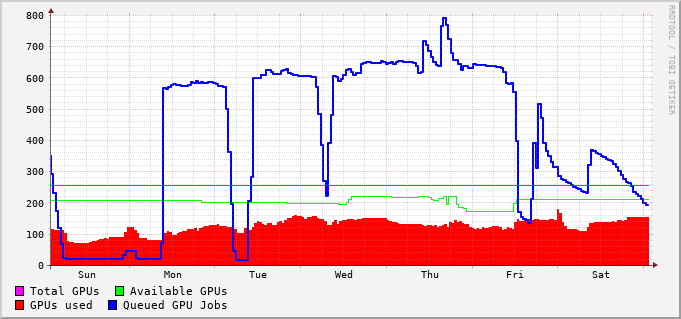 800
700
600
500
400
300
200
100
0
Sun Mon Tue Wed Thu Fri Sat
Total GPUs Available GPUs
GPUs used Queued GPU Jobs
RRDTOOL / TOBI OETIKER